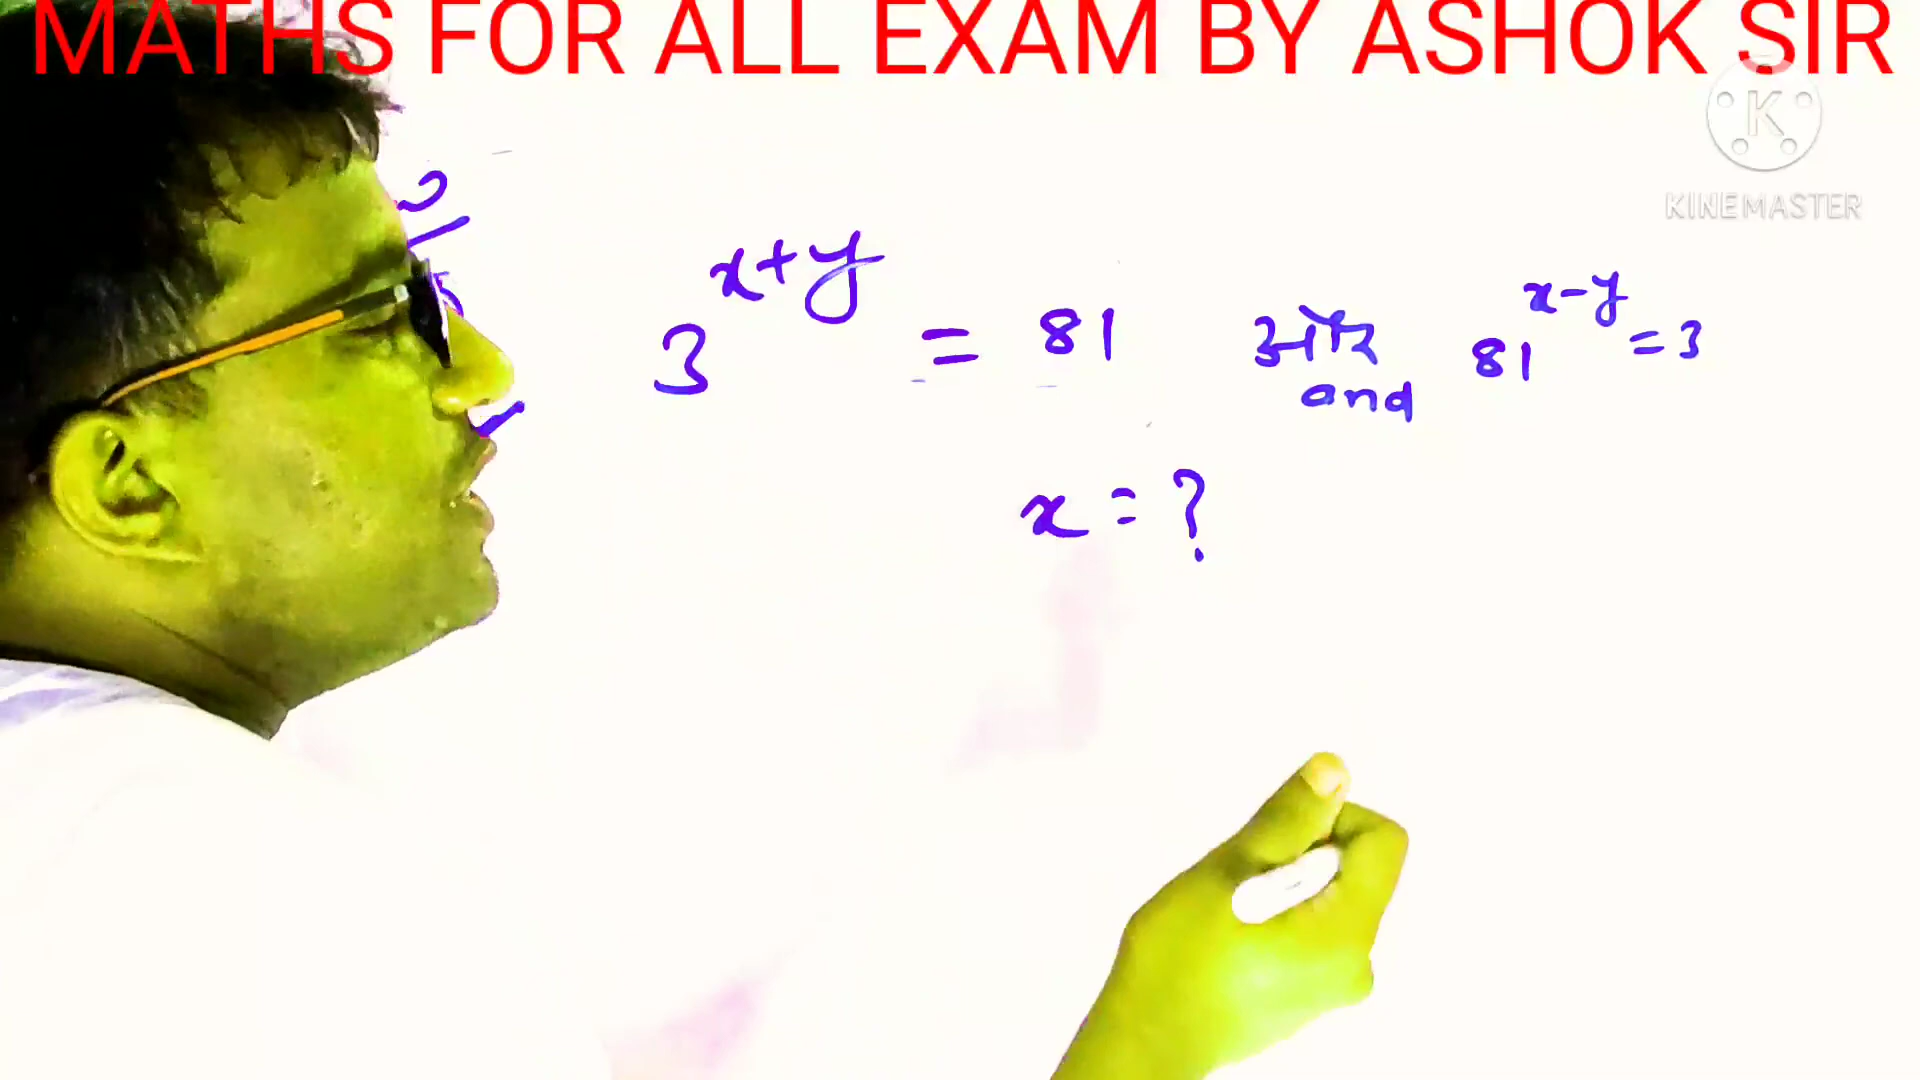 MATHS FOR ALL EXAM BY ASHOK SIR
K
KINEMASTER
3^{x+y} = 81 और 81^{x-y} = 3
and
x = ?